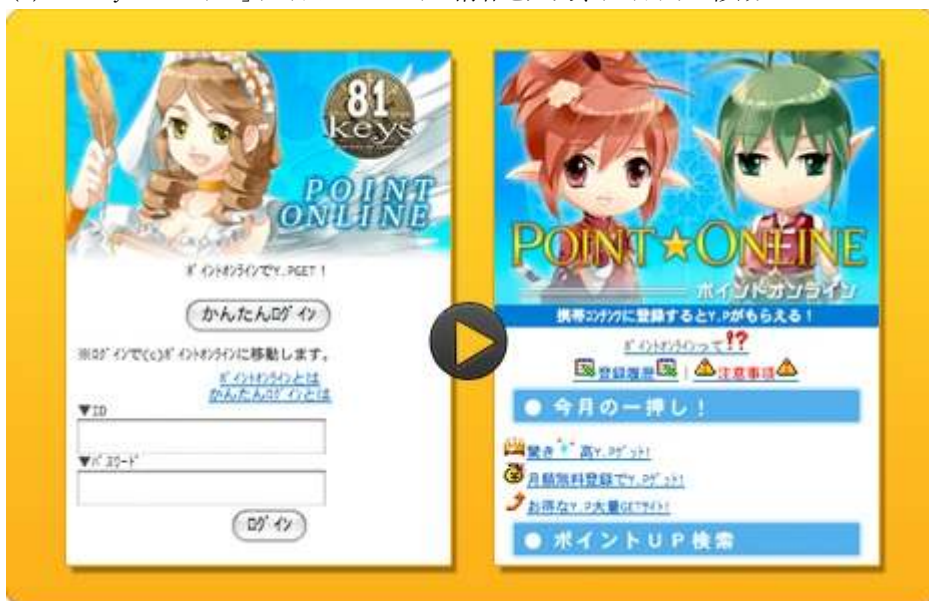 81
keys
POINT
ONLINE
ﾎﾟｲﾝﾄｵﾝﾗｲﾝでY.PGET！
かんたんﾛｸﾞｲﾝ
※ﾛｸﾞｲﾝで(c)ﾎﾟｲﾝﾄｵﾝﾗｲﾝに移動します。
ﾎﾟｲﾝﾄｵﾝﾗｲﾝとは
かんたんﾛｸﾞｲﾝとは
▼ID
▼ﾊﾟｽﾜｰﾄﾞ
ﾛｸﾞｲﾝ
POINT★ONLINE
ポイントオンライン
携帯ｺﾝﾃﾝﾂに登録するとY.Pがもらえる！
ﾎﾟｲﾝﾄｵﾝﾗｲﾝって!?
登録履歴 | 注意事項
● 今月の一押し！
驚き 高Y.Pｹﾞｯﾄ!
月額無料登録でY.Pｹﾞｯﾄ!
お得なY.P大量GETｻｲﾄ!
● ポイントＵＰ検索